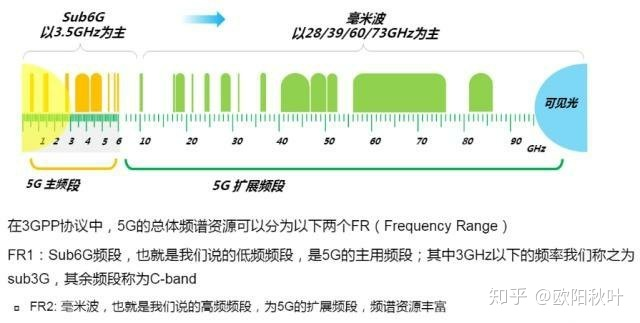 Sub6G
以3.5GHz为主
毫米波
以28/39/60/73GHz为主
可见光
1 2 3 4 5 6 10 20 30 40 50 60 70 80 90 GHz
5G 主频段
5G 扩展频段
在3GPP协议中，5G的总体频谱资源可以分为以下两个FR（Frequency Range）
FR1：Sub6G频段，也就是我们说的低频频段，是5G的主用频段；其中3GHz以下的频率我们称之为
sub3G，其余频段称为C-band
FR2: 毫米波，也就是我们说的高频频段，为5G的扩展频段，频谱资源丰富
知乎 @欧阳秋叶